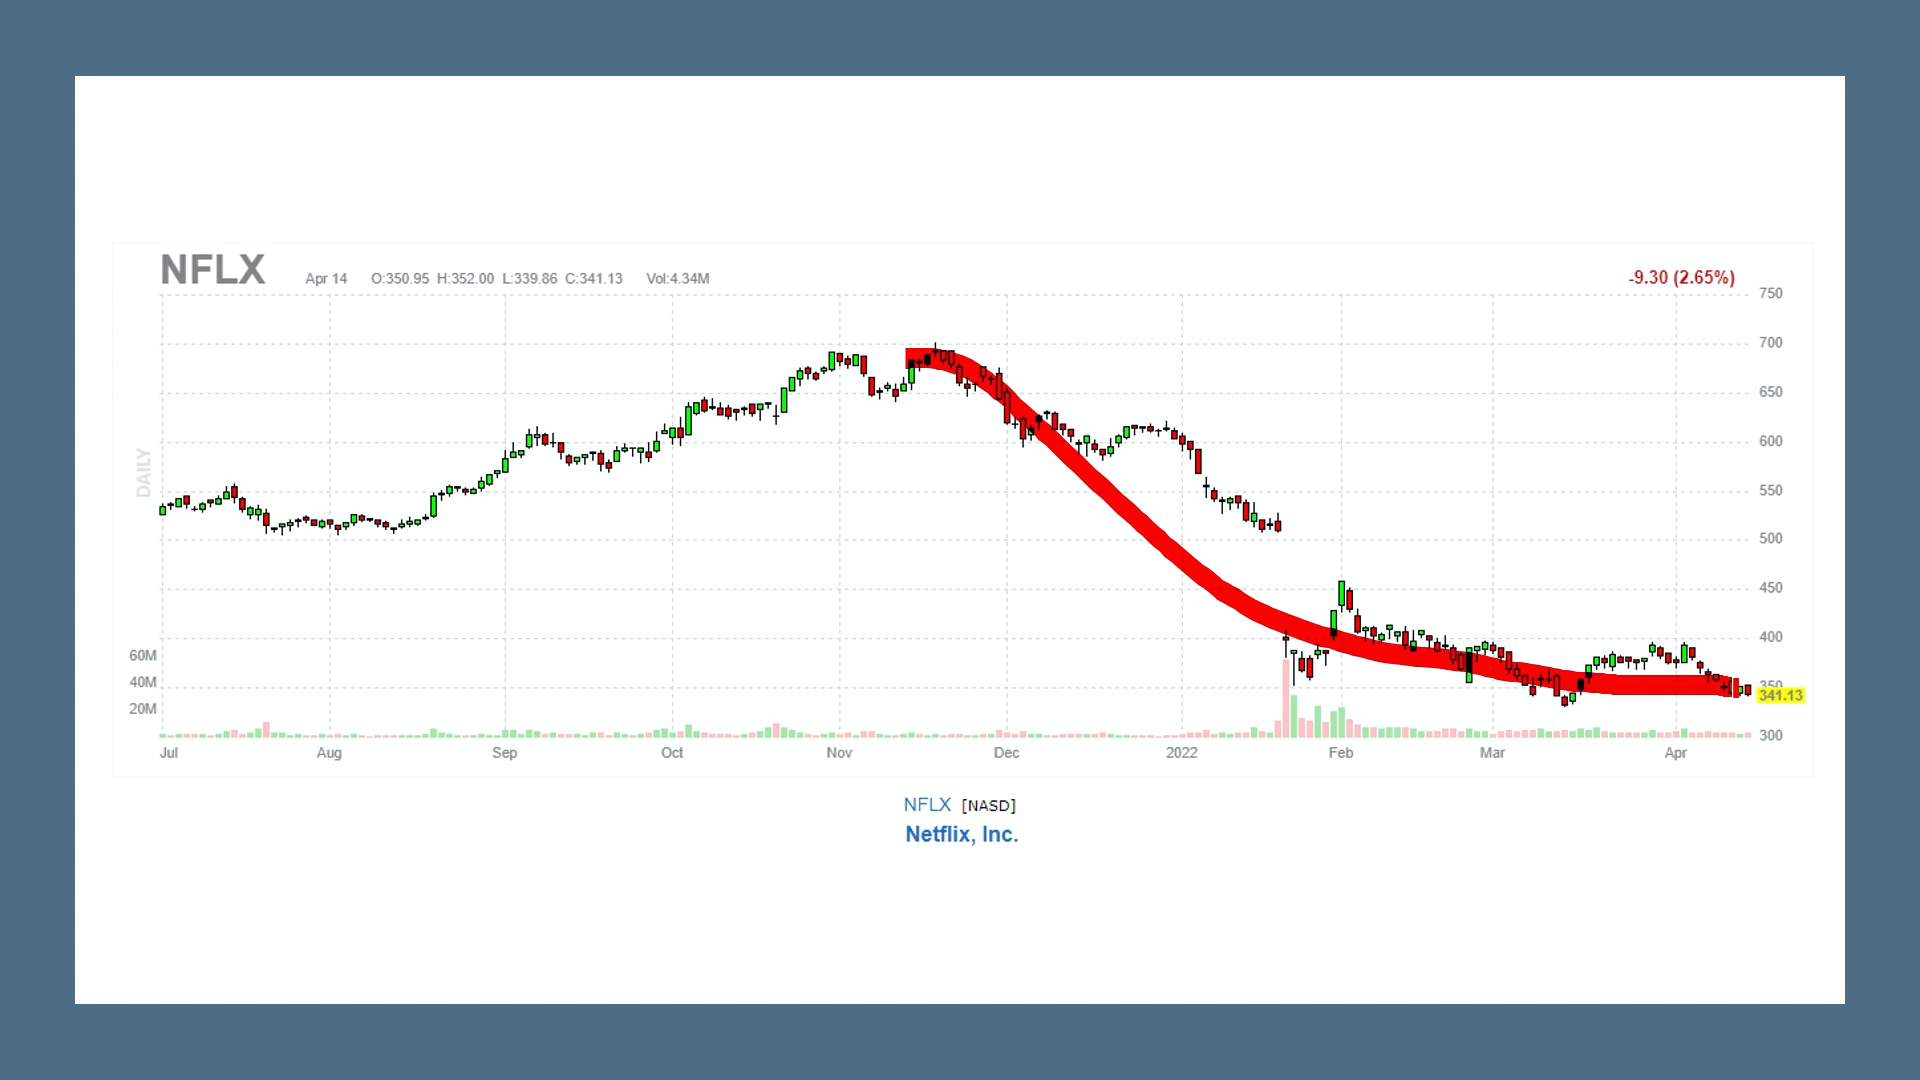 NFLX Apr 14 O:350.95 H:352.00 L:339.86 C:341.13 Vol:4.34M -9.30 (2.65%)
750
700
650
600
DAILY
550
500
450
400
60M
40M
350
341.13
20M
300
Jul Aug Sep Oct Nov Dec 2022 Feb Mar Apr
NFLX [NASD]
Netflix, Inc.